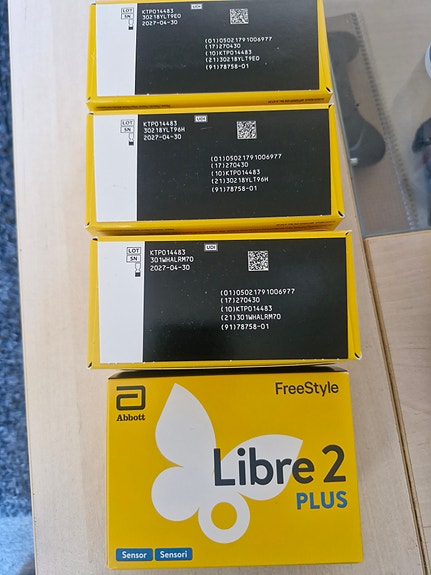 LOT
SN
KTP014483
30218YLT9E0
2027-04-30
UDI
(01)05021791006977
(17)270430
(10)KTP014483
(21)30218YLT9E0
(91)78758-01
LOT
SN
KTP014483
30218YLT96H
2027-04-30
UDI
(01)05021791006977
(17)270430
(10)KTP014483
(21)30218YLT96H
(91)78758-01
LOT
SN
KTP014483
301WHALRM70
2027-04-30
UDI
(01)05021791006977
(17)270430
(10)KTP014483
(21)301WHALRM70
(91)78758-01
Abbott
FreeStyle
Libre 2
PLUS
Sensor Sensori